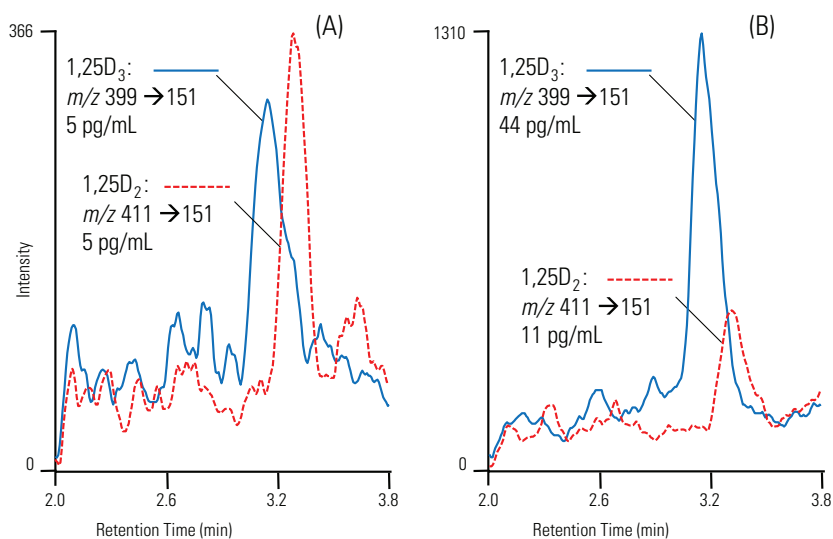 366
(A)
1,25D₃:
m/z 399 →151
5 pg/mL
1,25D₂:
m/z 411 →151
5 pg/mL
Intensity
0
2.0
2.6
3.2
3.8
Retention Time (min)
1310
(B)
1,25D₃:
m/z 399 →151
44 pg/mL
1,25D₂:
m/z 411 →151
11 pg/mL
0
2.0
2.6
3.2
3.8
Retention Time (min)